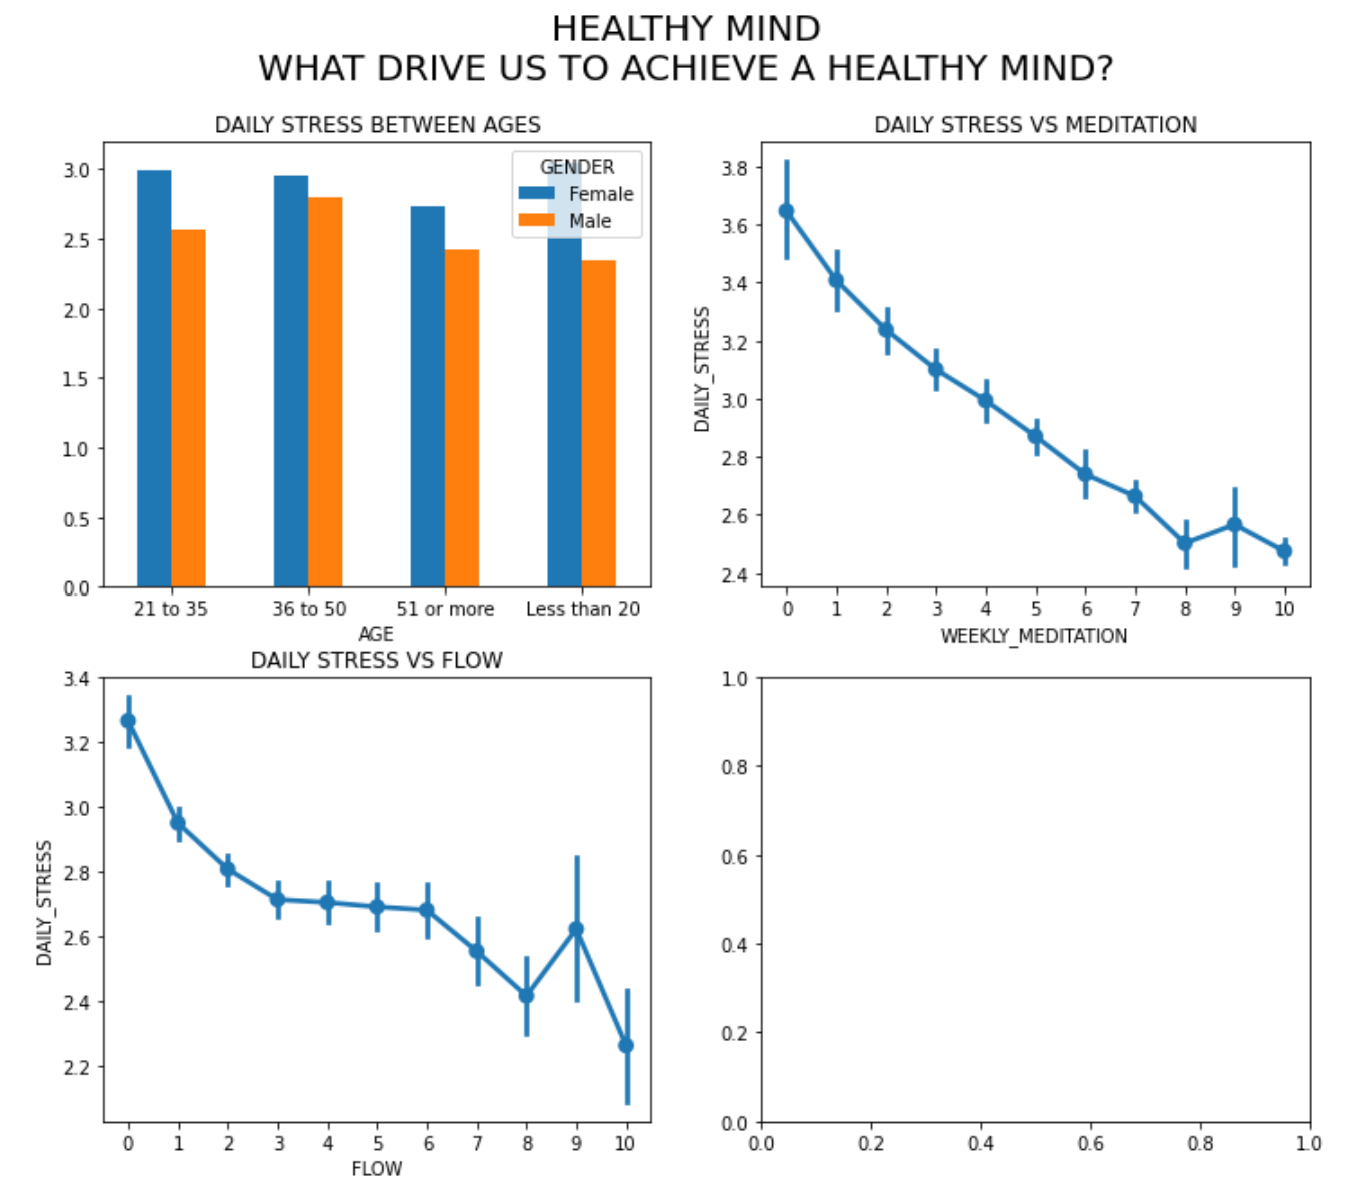 HEALTHY MIND
WHAT DRIVE US TO ACHIEVE A HEALTHY MIND?
DAILY STRESS BETWEEN AGES
3.0
2.5
2.0
1.5
1.0
0.5
0.0
GENDER
Female
Male
21 to 35 36 to 50 51 or more Less than 20
AGE
DAILY STRESS VS MEDITATION
DAILY_STRESS
3.8
3.6
3.4
3.2
3.0
2.8
2.6
2.4
0 1 2 3 4 5 6 7 8 9 10
WEEKLY_MEDITATION
DAILY STRESS VS FLOW
DAILY_STRESS
3.4
3.2
3.0
2.8
2.6
2.4
2.2
0 1 2 3 4 5 6 7 8 9 10
FLOW
1.0
0.8
0.6
0.4
0.2
0.0
0.0 0.2 0.4 0.6 0.8 1.0